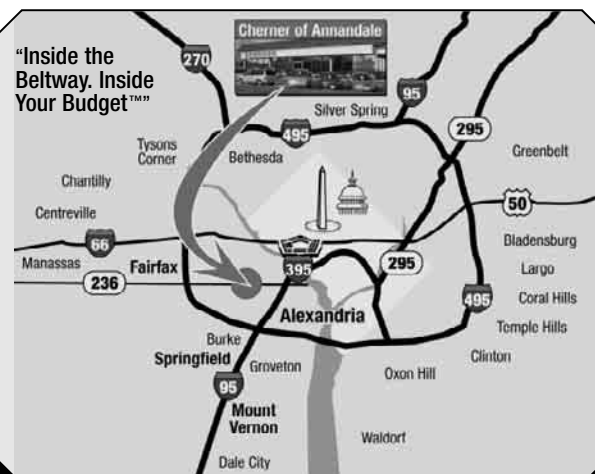 Cherner of Annandale
“Inside the
Beltway. Inside
Your Budget™”
270
95
Silver Spring
495
295
Tysons
Corner
Bethesda
Greenbelt
Chantilly
50
Centreville
66
Bladensburg
Manassas
Fairfax
395
295
Largo
236
495
Coral Hills
Alexandria
Temple Hills
Burke
Springfield
Groveton
Clinton
Oxon Hill
95
Mount
Vernon
Waldorf
Dale City